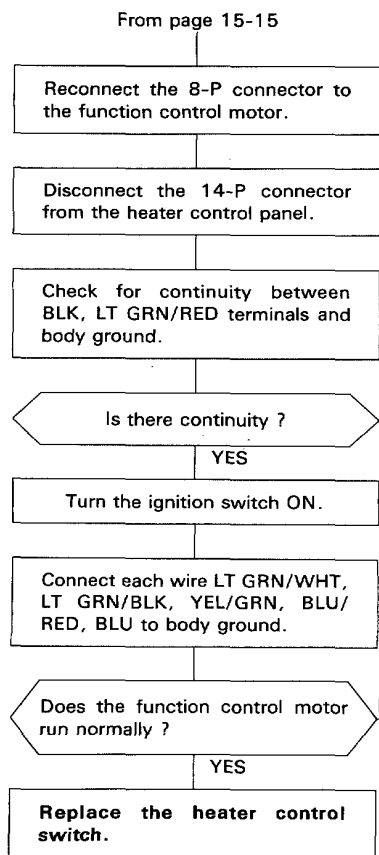 From page 15-15
Reconnect the 8-P connector to
the function control motor.
Disconnect the 14-P connector
from the heater control panel.
Check for continuity between
BLK, LT GRN/RED terminals and
body ground.
Is there continuity ?
YES
Turn the ignition switch ON.
Connect each wire LT GRN/WHT,
LT GRN/BLK, YEL/GRN, BLU/
RED, BLU to body ground.
Does the function control motor
run normally ?
YES
Replace the heater control
switch.